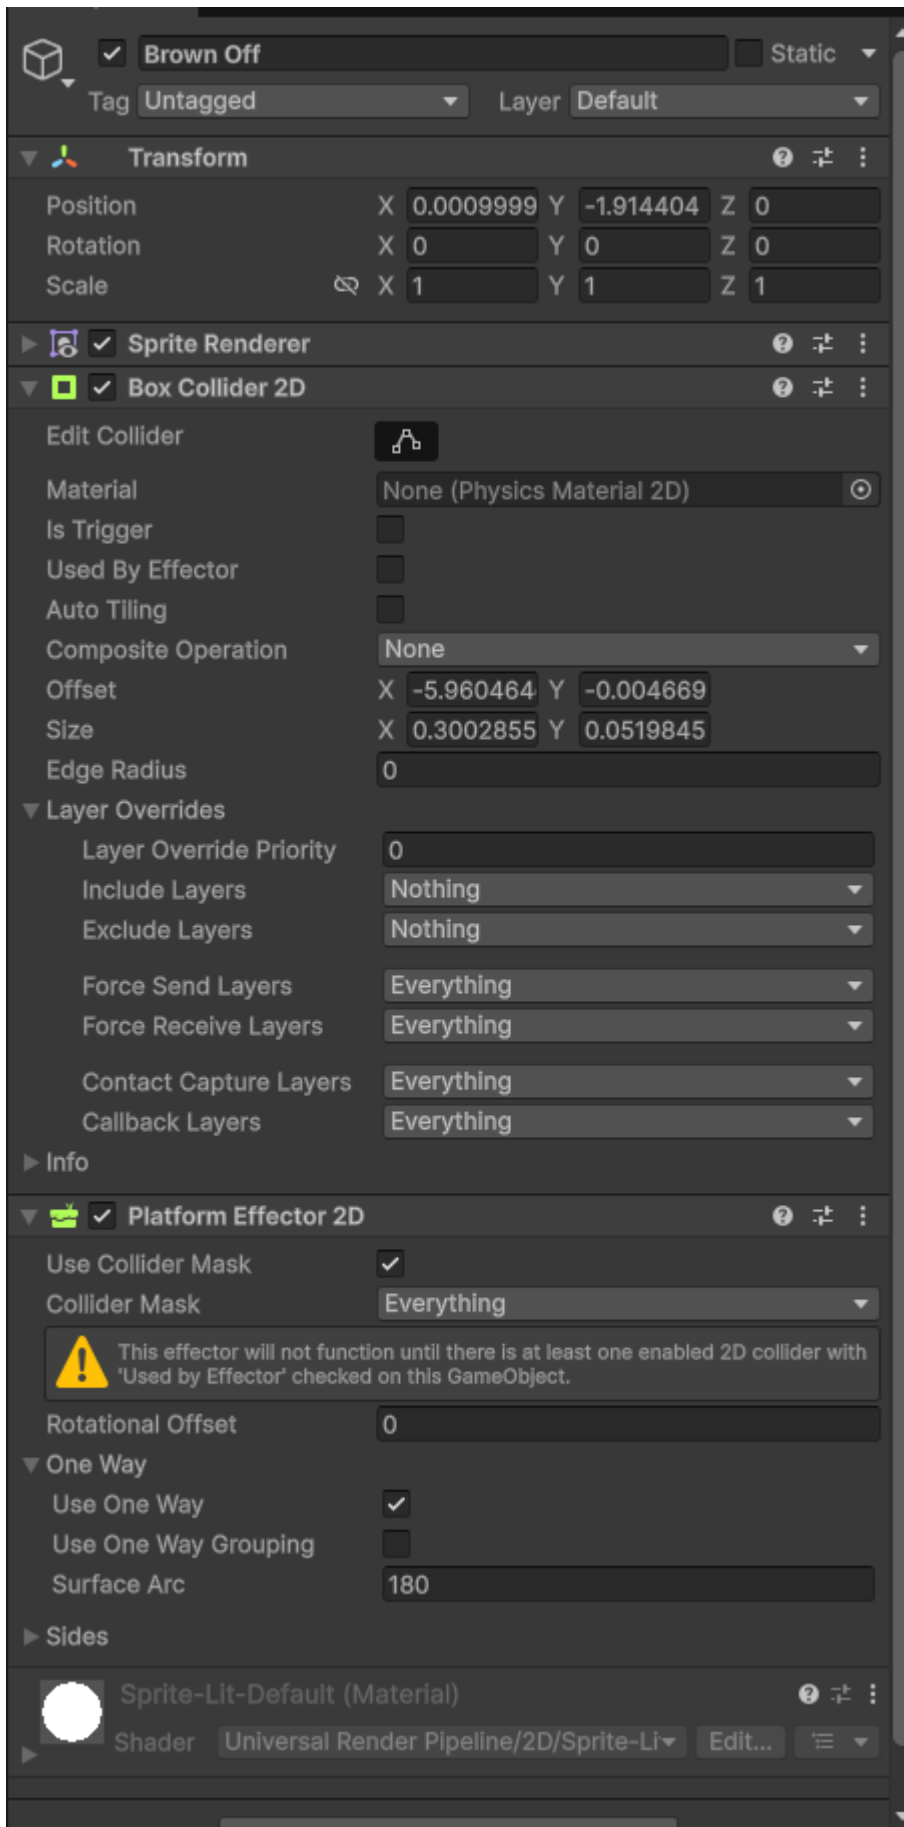 Brown Off
Static
Tag Untagged Layer Default
Transform
Position X 0.0009999 Y -1.914404 Z 0
Rotation X 0 Y 0 Z 0
Scale X 1 Y 1 Z 1
Sprite Renderer
Box Collider 2D
Edit Collider
Material None (Physics Material 2D)
Is Trigger
Used By Effector
Auto Tiling
Composite Operation None
Offset X -5.960464 Y -0.004669
Size X 0.3002855 Y 0.0519845
Edge Radius 0
Layer Overrides
Layer Override Priority 0
Include Layers Nothing
Exclude Layers Nothing
Force Send Layers Everything
Force Receive Layers Everything
Contact Capture Layers Everything
Callback Layers Everything
Info
Platform Effector 2D
Use Collider Mask
Collider Mask Everything
This effector will not function until there is at least one enabled 2D collider with
'Used by Effector' checked on this GameObject.
Rotational Offset 0
One Way
Use One Way
Use One Way Grouping
Surface Arc 180
Sides
Sprite-Lit-Default (Material)
Shader Universal Render Pipeline/2D/Sprite-Li Edit...